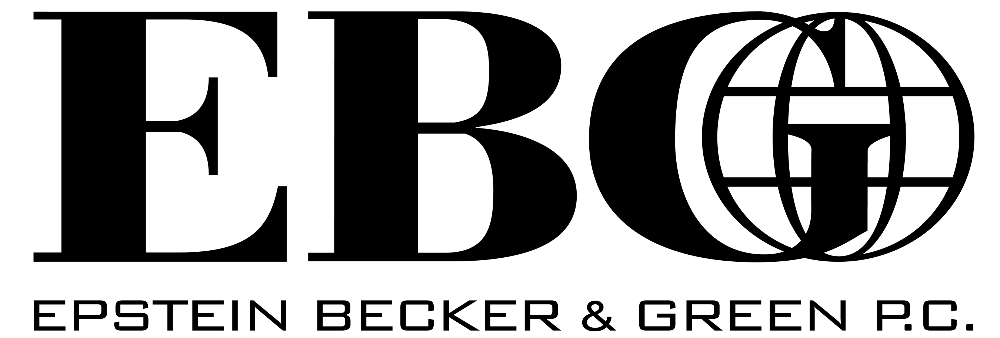 EBG
EPSTEIN BECKER & GREEN P.C.